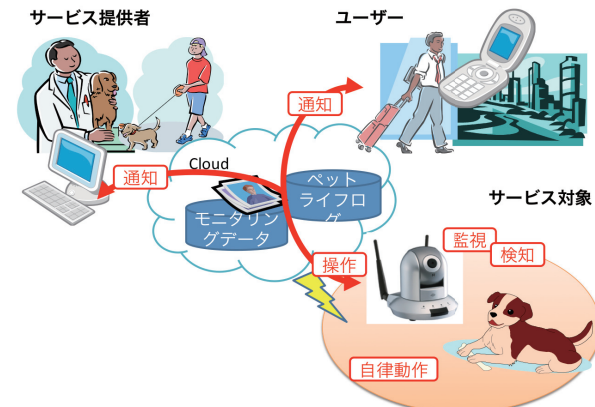 サービス提供者
ユーザー
通知
Cloud
通知
ペット
ライフロ
グ
モニタリン
グデータ
サービス対象
監視
検知
操作
自律動作